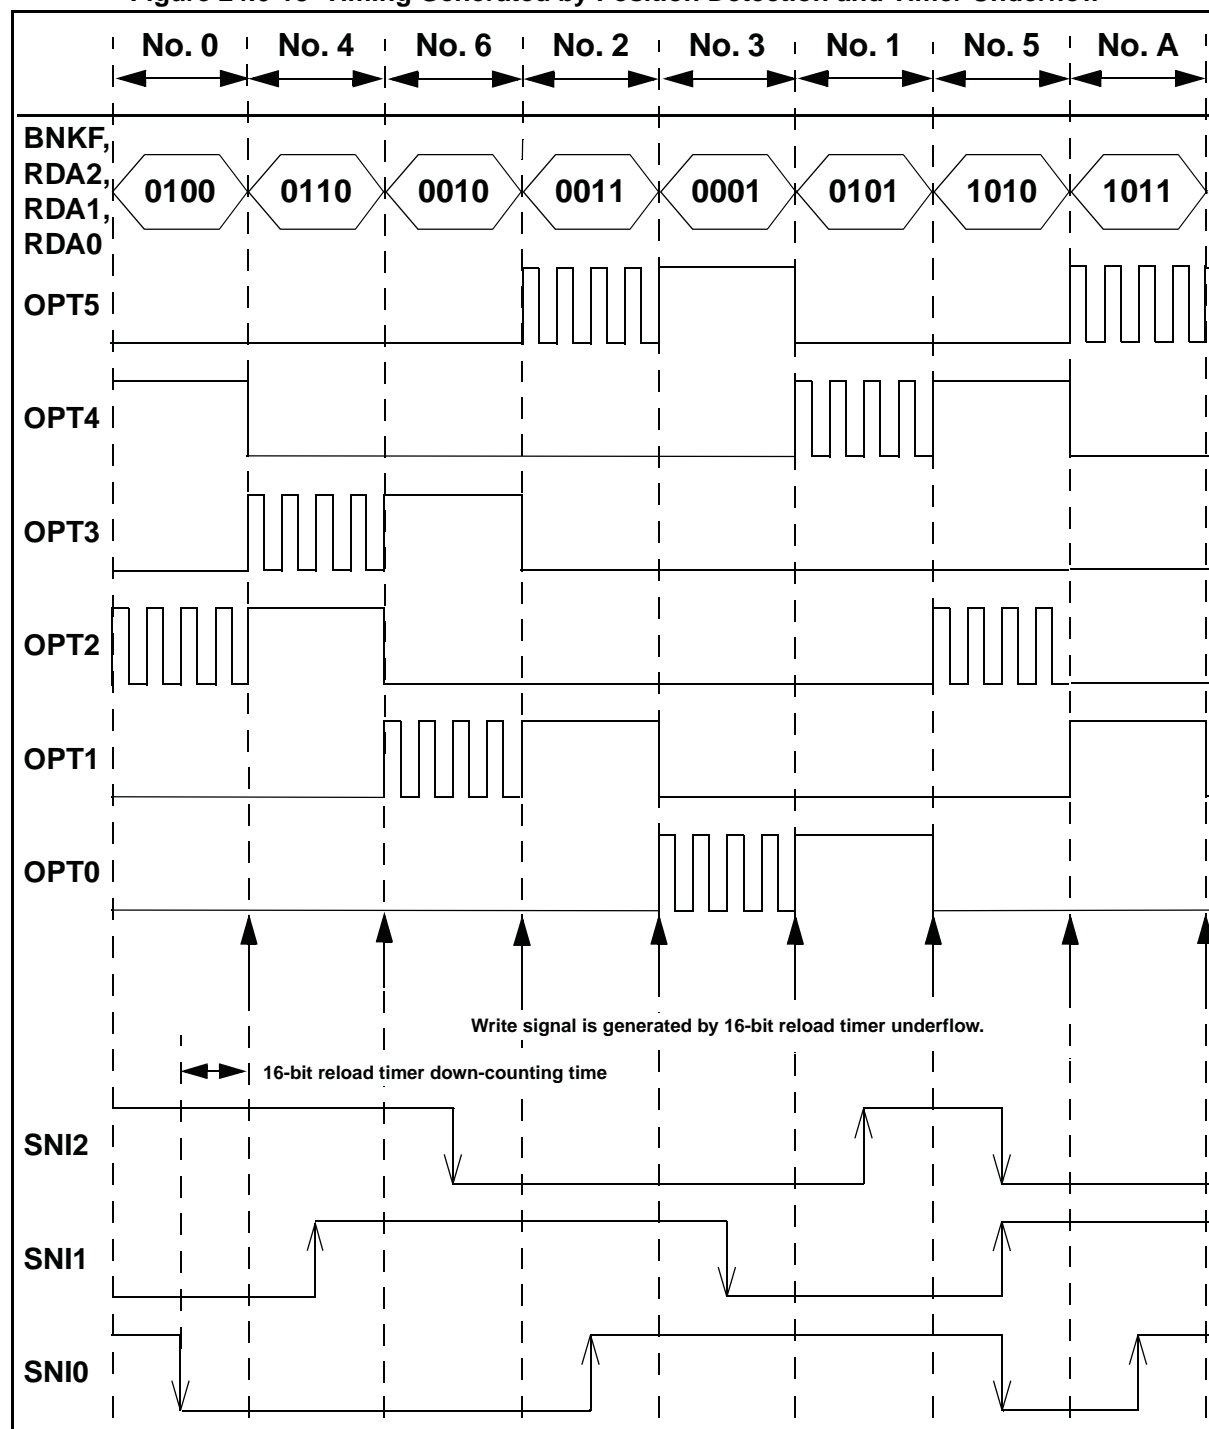 No. 0 No. 4 No. 6 No. 2 No. 3 No. 1 No. 5 No. A
BNKF,
RDA2,
RDA1,
RDA0
0100 0110 0010 0011 0001 0101 1010 1011
OPT5
OPT4
OPT3
OPT2
OPT1
OPT0
Write signal is generated by 16-bit reload timer underflow.
16-bit reload timer down-counting time
SNI2
SNI1
SNI0